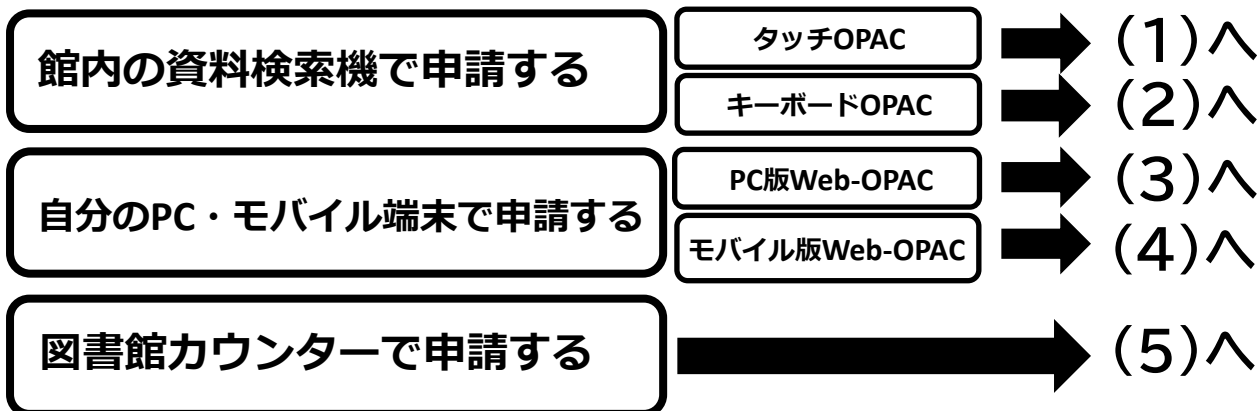 館内の資料検索機で申請する
タッチOPAC
(1)へ
キーボードOPAC
(2)へ
自分のPC・モバイル端末で申請する
PC版Web-OPAC
(3)へ
モバイル版Web-OPAC
(4)へ
図書館カウンターで申請する
(5)へ